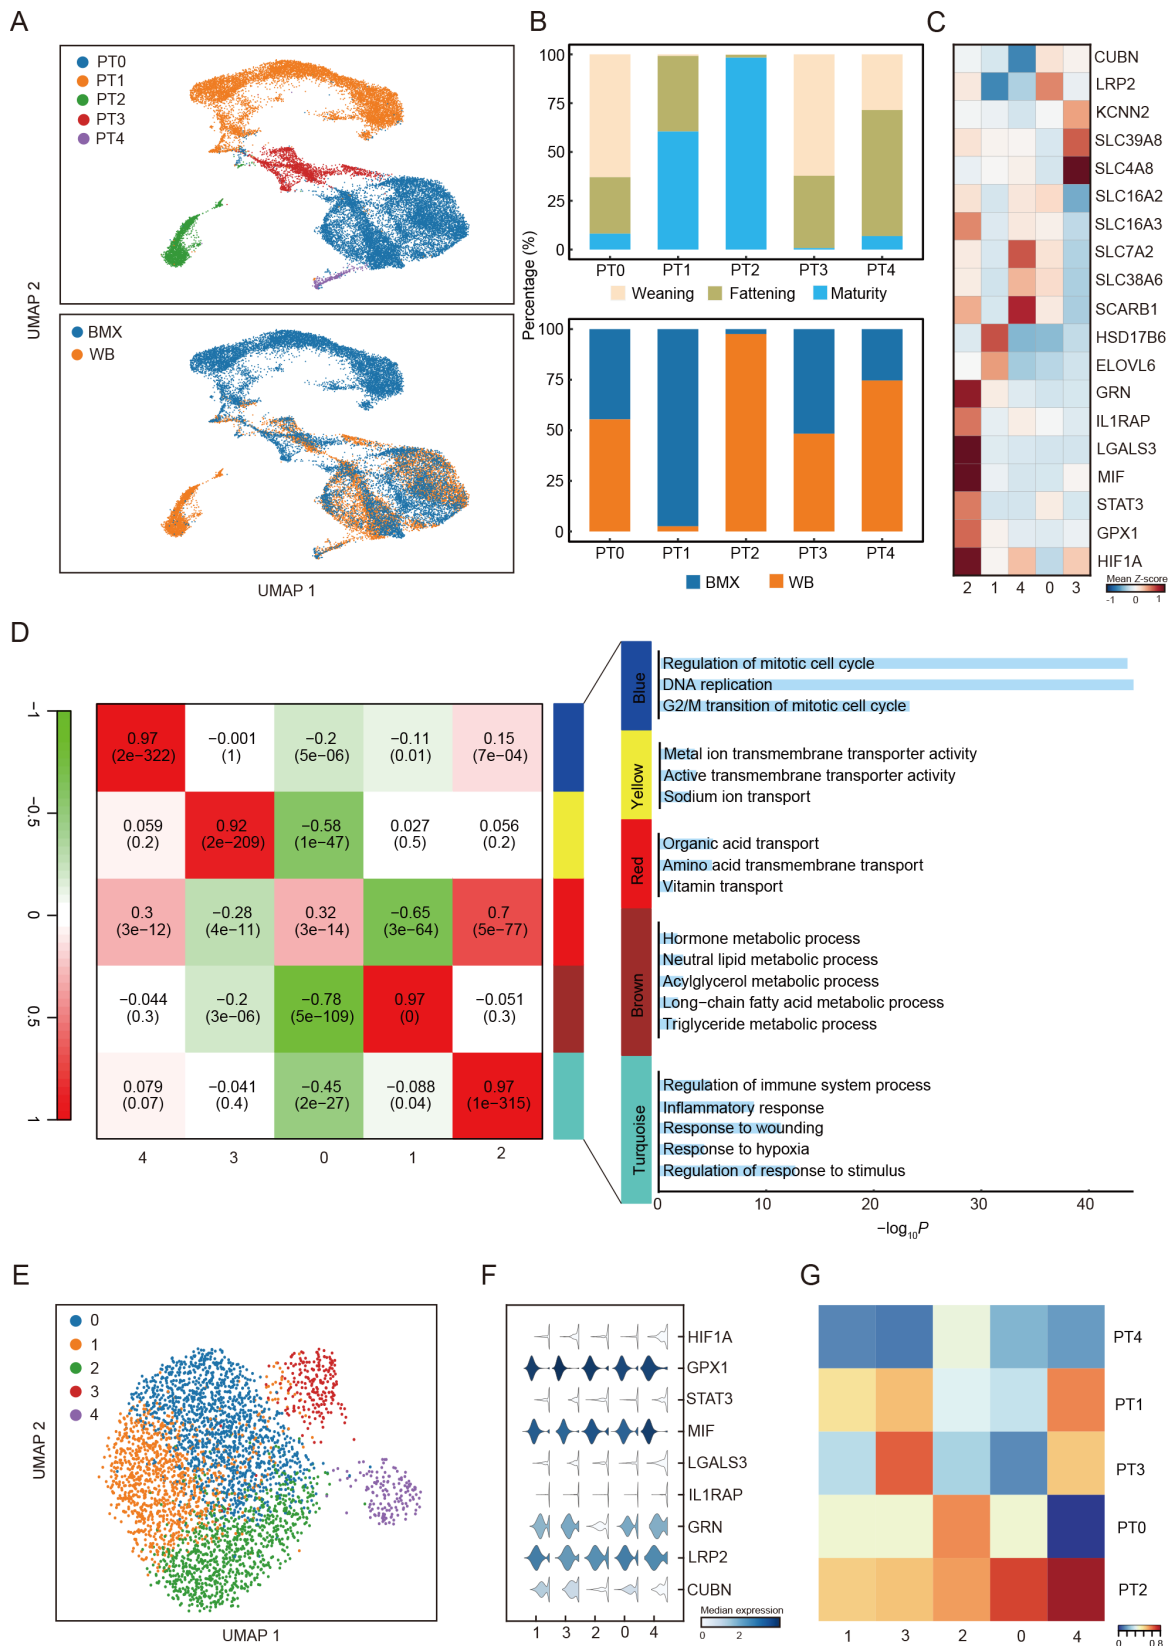 A
PT0
PT1
PT2
PT3
PT4
BMX
WB
UMAP 2
UMAP 1
B
100
75
50
25
0
PT0
PT1
PT2
PT3
PT4
Weaning
Fattening
Maturity
Percentage (%)
100
75
50
25
0
PT0
PT1
PT2
PT3
PT4
BMX
WB
C
CUBN
LRP2
KCNN2
SLC39A8
SLC4A8
SLC16A2
SLC16A3
SLC7A2
SLC38A6
SCARB1
HSD17B6
ELOVL6
GRN
IL1RAP
LGALS3
MIF
STAT3
GPX1
HIF1A
2 1 4 0 3
Mean Z-score
-1 0 1
D
−1
−0.5
0
0.5
1
0.97 −0.001 −0.2 −0.11 0.15
(2e−322) (1) (5e−06) (0.01) (7e−04)
0.059 0.92 −0.58 0.027 0.056
(0.2) (2e−209) (1e−47) (0.5) (0.2)
0.3 −0.28 0.32 −0.65 0.7
(3e−12) (4e−11) (3e−14) (3e−64) (5e−77)
−0.044 −0.2 −0.78 0.97 −0.051
(0.3) (3e−06) (5e−109) (0) (0.3)
0.079 −0.041 −0.45 −0.088 0.97
(0.07) (0.4) (2e−27) (0.04) (1e−315)
4 3 0 1 2
Blue
Regulation of mitotic cell cycle
DNA replication
G2/M transition of mitotic cell cycle
Yellow
Metal ion transmembrane transporter activity
Active transmembrane transporter activity
Sodium ion transport
Red
Organic acid transport
Amino acid transmembrane transport
Vitamin transport
Brown
Hormone metabolic process
Neutral lipid metabolic process
Acylglycerol metabolic process
Long−chain fatty acid metabolic process
Triglyceride metabolic process
Turquoise
Regulation of immune system process
Inflammatory response
Response to wounding
Response to hypoxia
Regulation of response to stimulus
0 10 20 30 40
−log10P
E
0
1
2
3
4
UMAP 2
UMAP 1
F
HIF1A
GPX1
STAT3
MIF
LGALS3
IL1RAP
GRN
LRP2
CUBN
1 3 2 0 4
Median expression
0 2
G
PT4
PT1
PT3
PT0
PT2
1 3 2 0 4
0 0.8